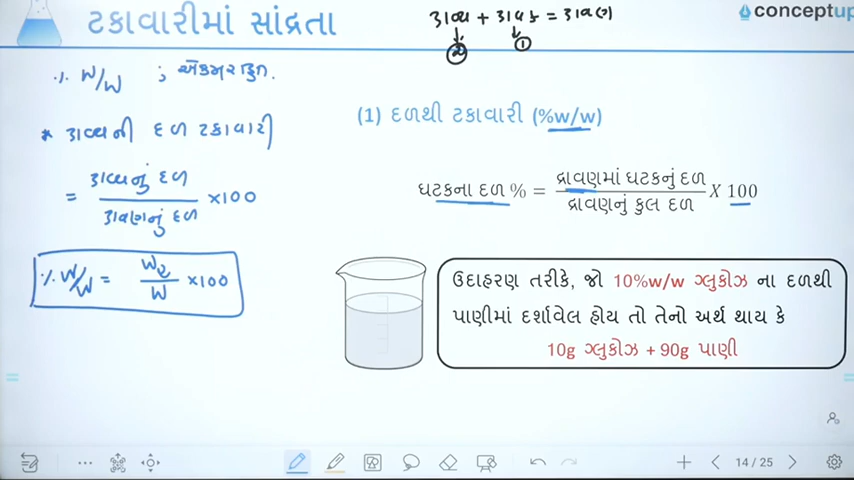 ટકાવારીમાં સાંદ્રતા
દ્રાવ્ય + દ્રાવક = દ્રાવણ
② ①
conceptup
% W/W ; એકમરહિત.
* દ્રાવ્યની દળ ટકાવારી
= દ્રાવ્યનું દળ
દ્રાવણનું દળ ×100
% W/W = W₂/W ×100
(1) દળથી ટકાવારી (%w/w)
દ્રાવણમાં ઘટકનું દળ
ઘટકના દળ % = X 100
દ્રાવણનું કુલ દળ
ઉદાહરણ તરીકે, જો 10%w/w ગ્લુકોઝ ના દળથી
પાણીમાં દર્શાવેલ હોય તો તેનો અર્થ થાય કે
10g ગ્લુકોઝ + 90g પાણી
14 / 25